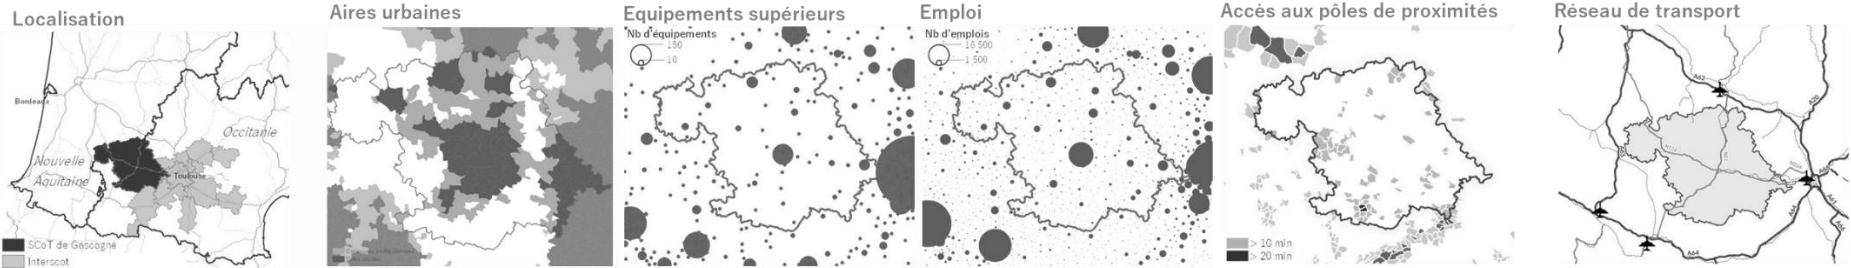 Localisation
Bordeaux
Occitanie
Nouvelle
Aquitaine
Toulouse
SCoT de Gascogne
Interscot
Aires urbaines
Equipements supérieurs
Nb d'équipements
150
10
Emploi
Nb d'emplois
16 500
1 500
Accès aux pôles de proximités
> 10 min
> 20 min
Réseau de transport
A62
A20
N124
A64